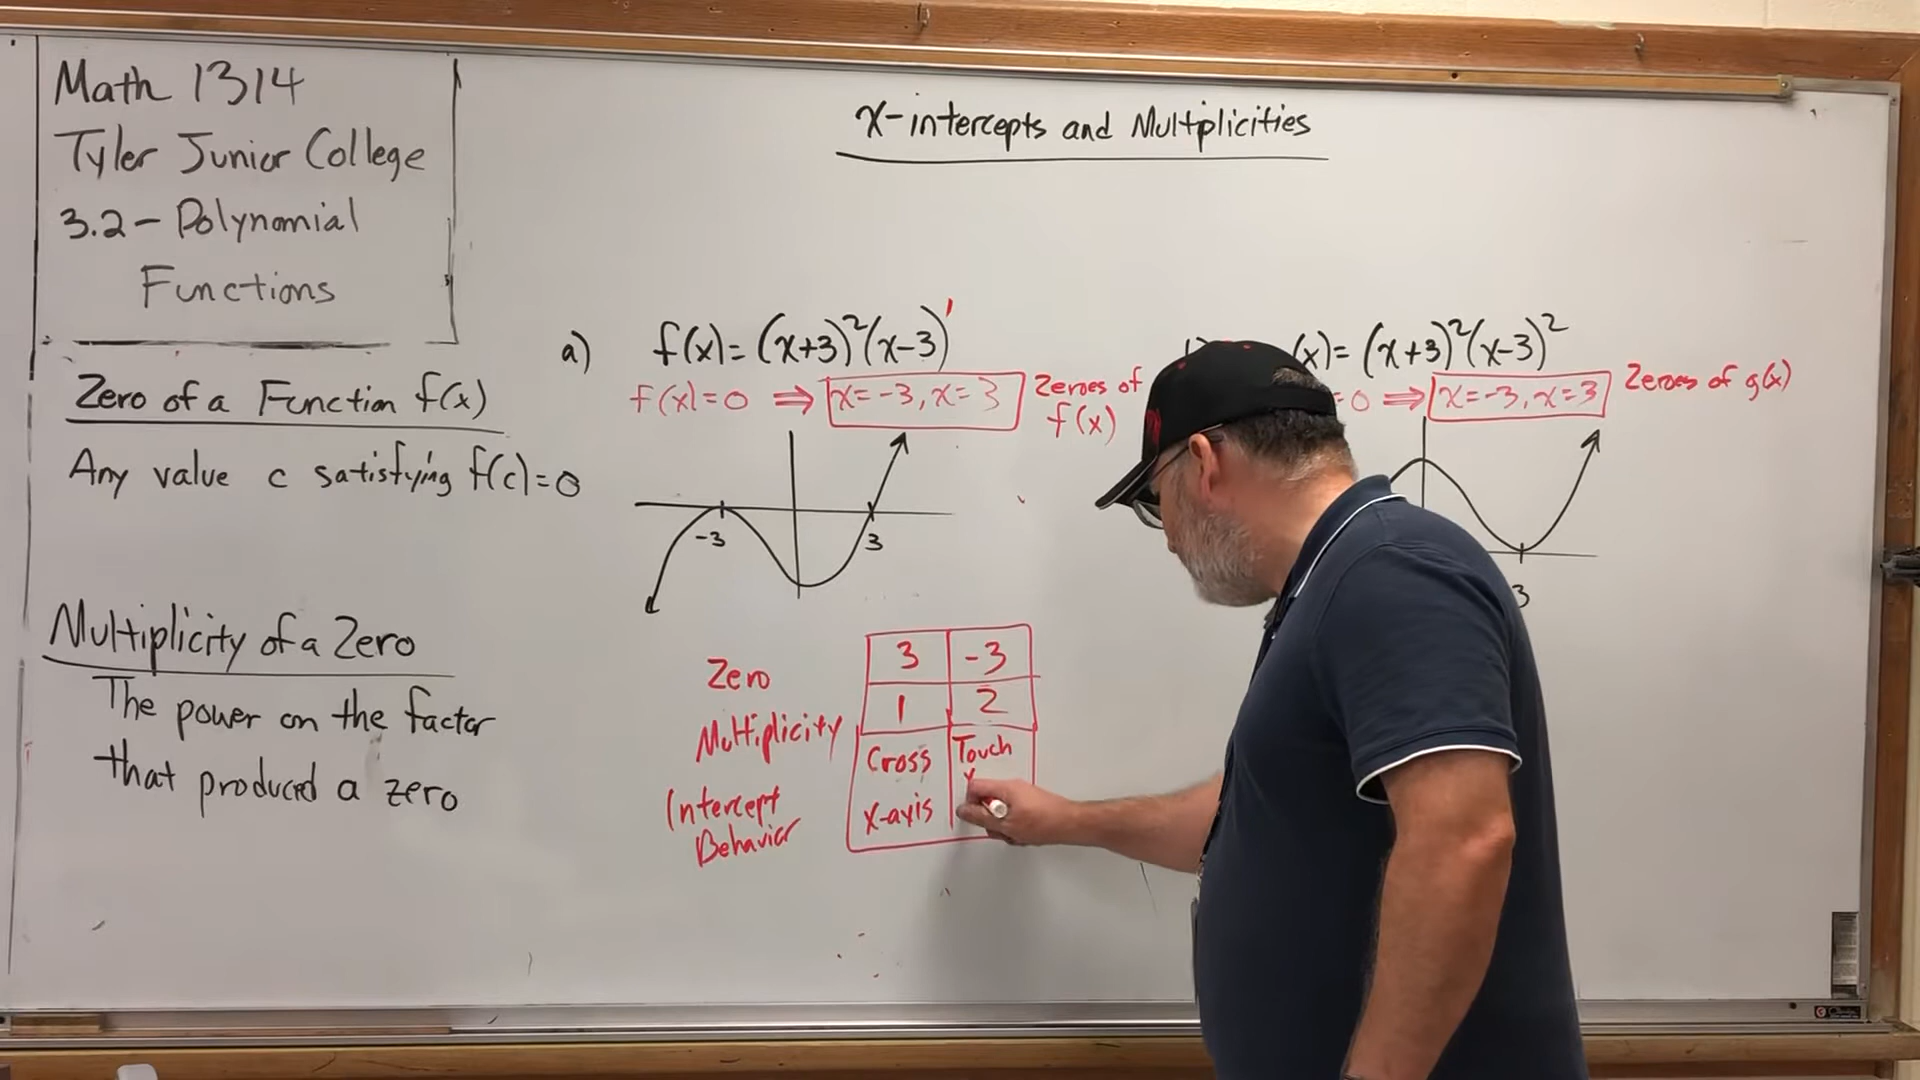 Math 1314
Tyler Junior College
3.2 - Polynomial
Functions
Zero of a Function f(x)
Any value c satisfying f(c)=0
Multiplicity of a Zero
The power on the factor
that produced a zero
x-intercepts and Multiplicities
a) f(x)= (x+3)²(x-3)¹
f(x)=0 ⇒ x=-3, x=3 Zeroes of
f(x)
-3 3
Zero 3 -3
Multiplicity 1 2
Intercept
Behavior
Cross
x-axis
Touch
(x)= (x+3)²(x-3)²
=0 ⇒ x=-3, x=3 Zeroes of g(x)
3